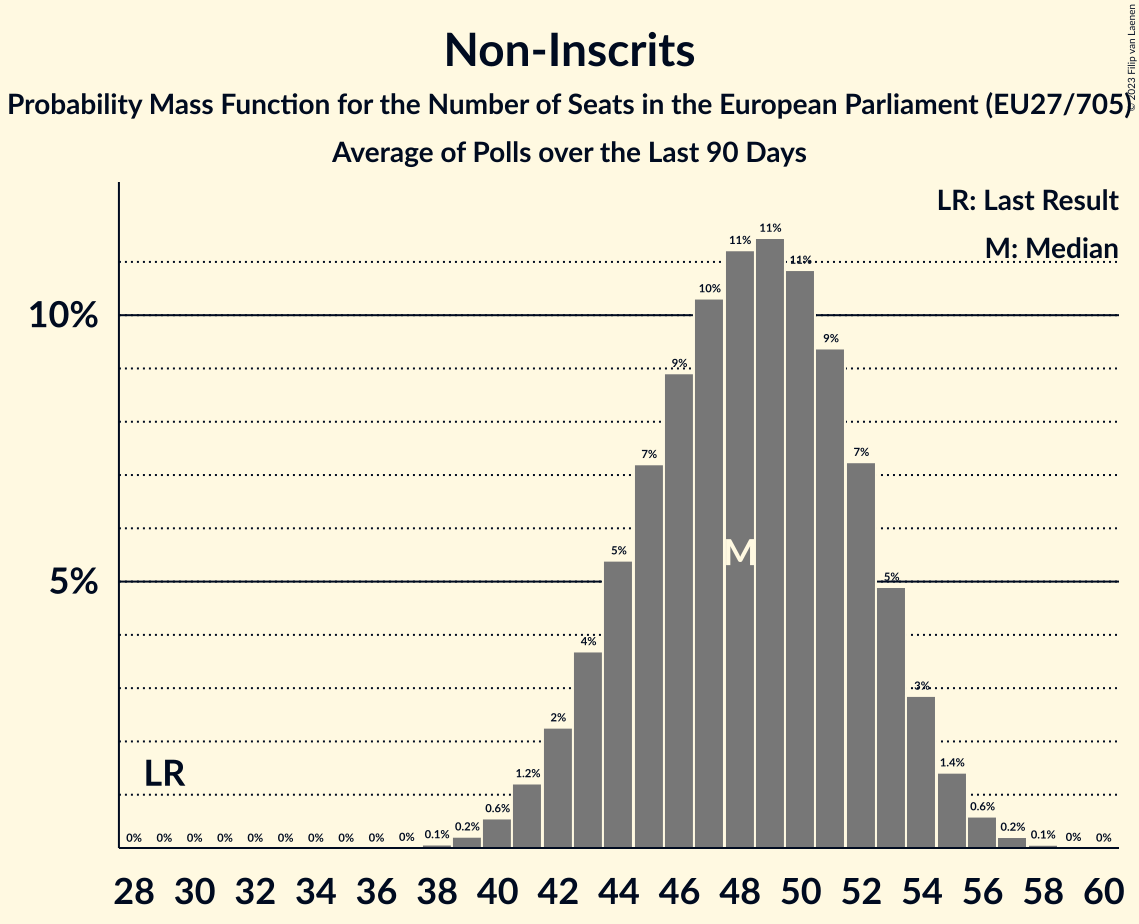 Non-Inscrits
Probability Mass Function for the Number of Seats in the European Parliament (EU27/705)
Average of Polls over the Last 90 Days
© 2023 Filip van Laenen
LR: Last Result
M: Median
10%
5%
0% 0% 0% 0% 0% 0% 0% 0% 0% 0% 0.1% 0.2% 0.6% 1.2% 2% 4% 5% 7% 9% 10% 11% 11% 11% 9% 7% 5% 3% 1.4% 0.6% 0.2% 0.1% 0% 0%
M
LR
28 30 32 34 36 38 40 42 44 46 48 50 52 54 56 58 60